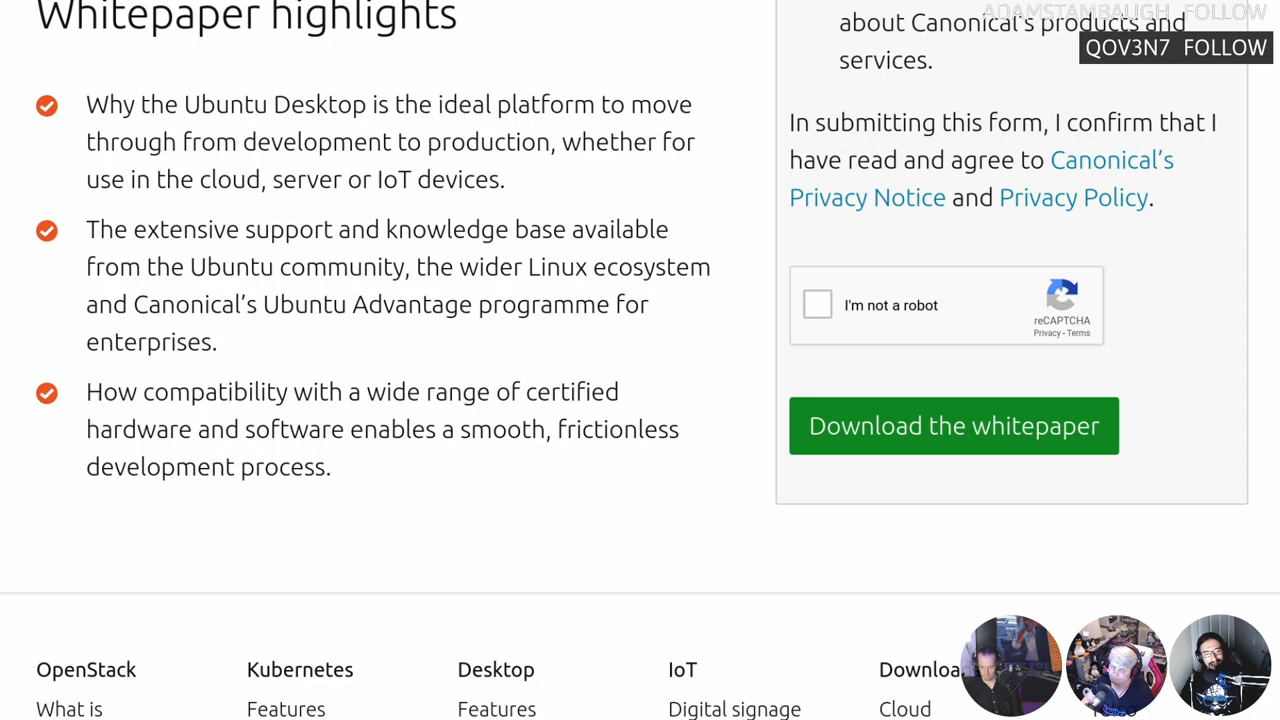 Whitepaper highlights
Why the Ubuntu Desktop is the ideal platform to move
through from development to production, whether for
use in the cloud, server or IoT devices.
The extensive support and knowledge base available
from the Ubuntu community, the wider Linux ecosystem
and Canonical's Ubuntu Advantage programme for
enterprises.
How compatibility with a wide range of certified
hardware and software enables a smooth, frictionless
development process.
ADAMSTAMBAUGH FOLLOW
about Canonical's products and
QOV3N7 FOLLOW
services.
In submitting this form, I confirm that I
have read and agree to Canonical's
Privacy Notice and Privacy Policy.
I'm not a robot
reCAPTCHA
Privacy - Terms
Download the whitepaper
OpenStack Kubernetes Desktop IoT
What is Features Features Digital signage Cloud